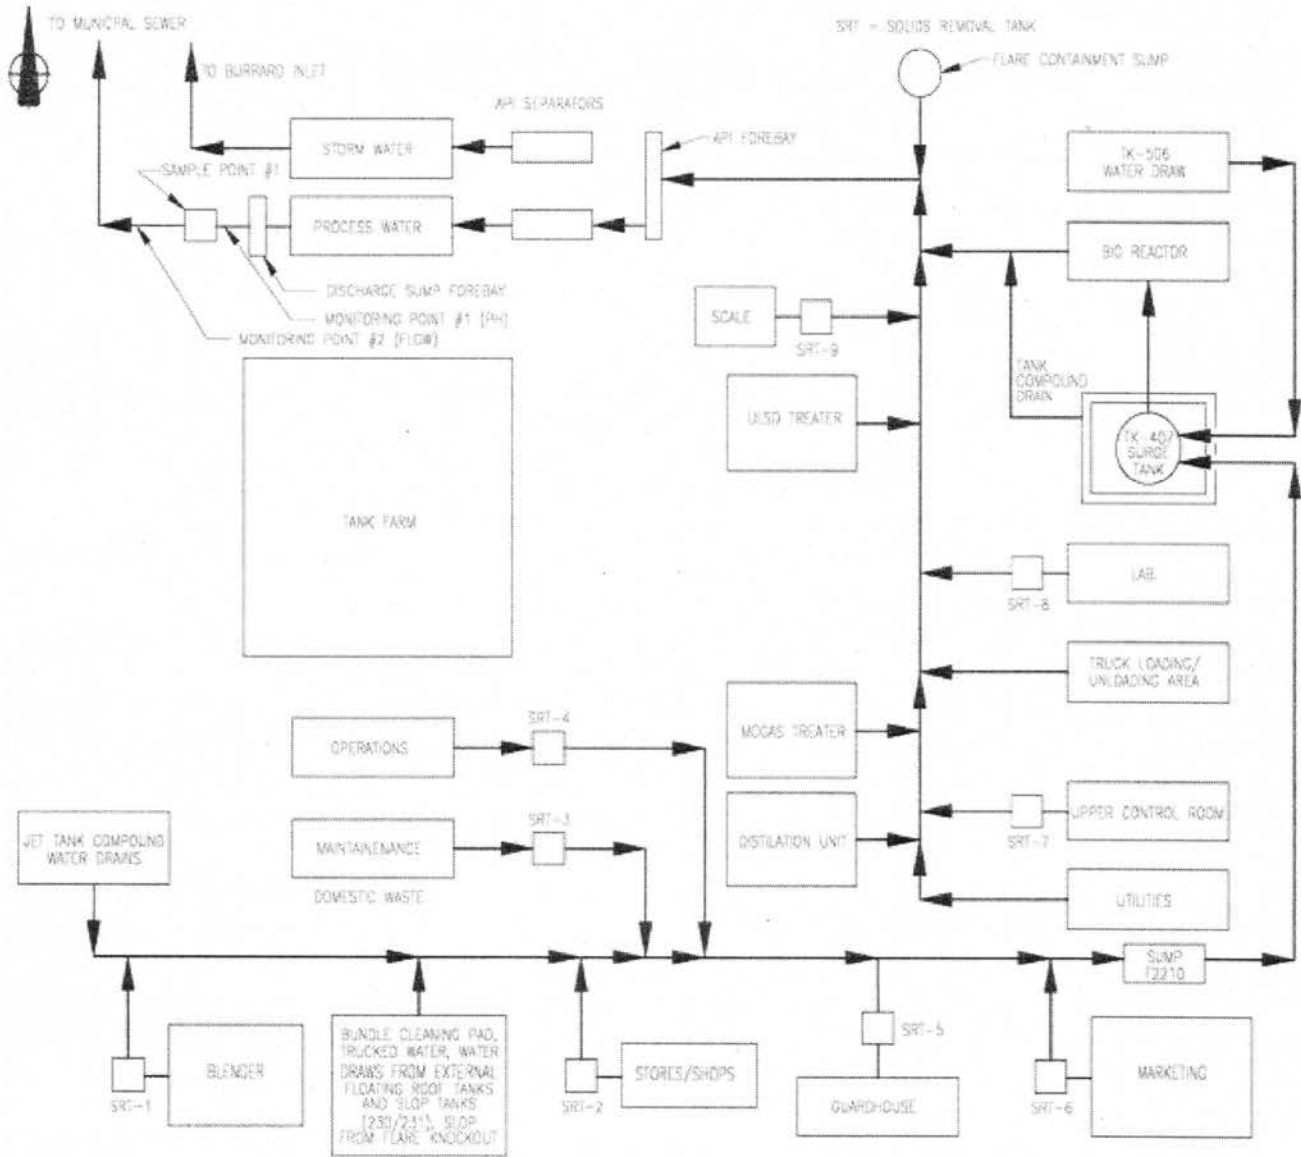 TO MUNICIPAL SEWER
SRT = SOLIDS REMOVAL TANK
FLARE CONTAINMENT SUMP
TO BURRARD INLET
API SEPARATORS
API FOREBAY
STORM WATER
TK-506
WATER DRAW
SAMPLE POINT #1
PROCESS WATER
BIO REACTOR
DISCHARGE SUMP FOREBAY
MONITORING POINT #1 (PH)
MONITORING POINT #2 (FLOW)
SCALE
SRT-9
TANK
COMPOUND
DRAIN
ULSD TREATER
TK-407
SURGE
TANK
TANK FARM
LAB
SRT-8
TRUCK LOADING/
UNLOADING AREA
SRT-4
OPERATIONS
MOGAS TREATER
SRT-3
UPPER CONTROL ROOM
SRT-7
JET TANK COMPOUND
WATER DRAINS
MAINTAINENANCE
DISTILATION UNIT
DOMESTIC WASTE
UTILITIES
SUMP
T2210
BLENDER
SRT-1
BUNDLE CLEANING PAD,
TRUCKED WATER, WATER
DRAWS FROM EXTERNAL
FLOATING ROOF TANKS
AND SLOP TANKS
(230/231), SLOP
FROM FLARE KNOCKOUT
STORES/SHOPS
SRT-2
SRT-5
GUARDHOUSE
MARKETING
SRT-6